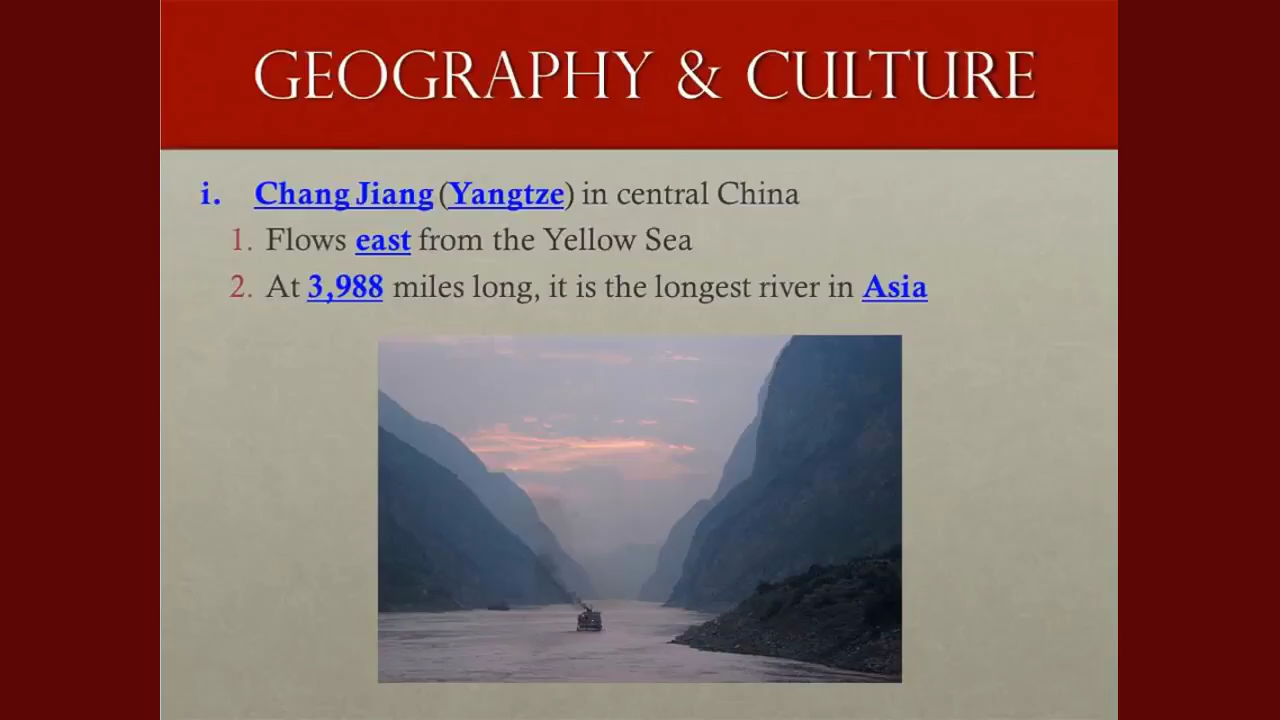 GEOGRAPHY & CULTURE
i. Chang Jiang (Yangtze) in central China
1. Flows east from the Yellow Sea
2. At 3,988 miles long, it is the longest river in Asia